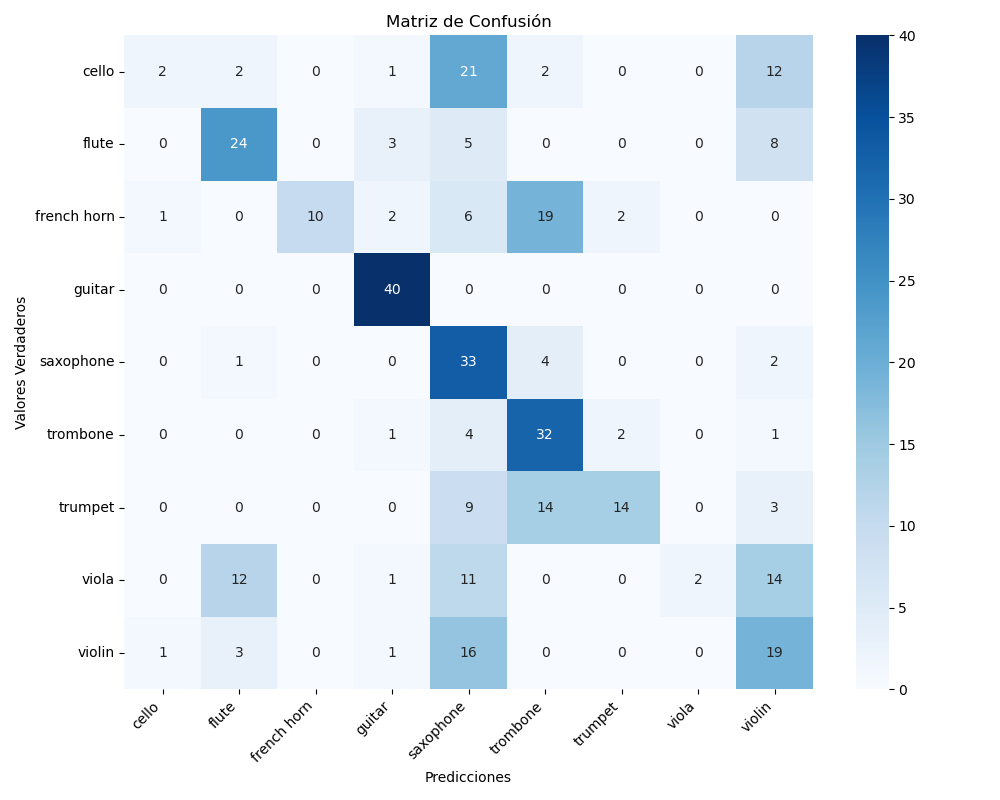 Matriz de Confusión
Valores Verdaderos
cello 2 2 0 1 21 2 0 0 12
flute 0 24 0 3 5 0 0 0 8
french horn 1 0 10 2 6 19 2 0 0
guitar 0 0 0 40 0 0 0 0 0
saxophone 0 1 0 0 33 4 0 0 2
trombone 0 0 0 1 4 32 2 0 1
trumpet 0 0 0 0 9 14 14 0 3
viola 0 12 0 1 11 0 0 2 14
violin 1 3 0 1 16 0 0 0 19
cello flute french horn guitar saxophone trombone trumpet viola violin
Predicciones
40
35
30
25
20
15
10
5
0